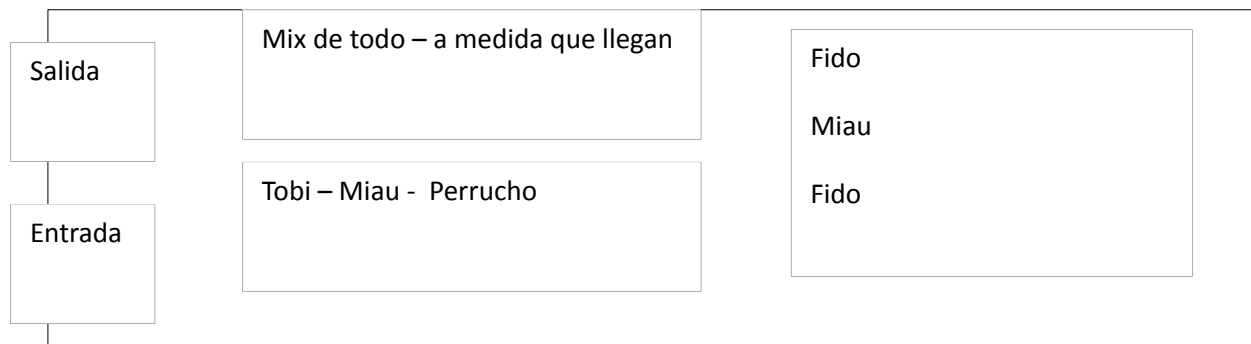 Salida
Entrada
Mix de todo – a medida que llegan
Tobi – Miau -  Perrucho
Fido
Miau
Fido